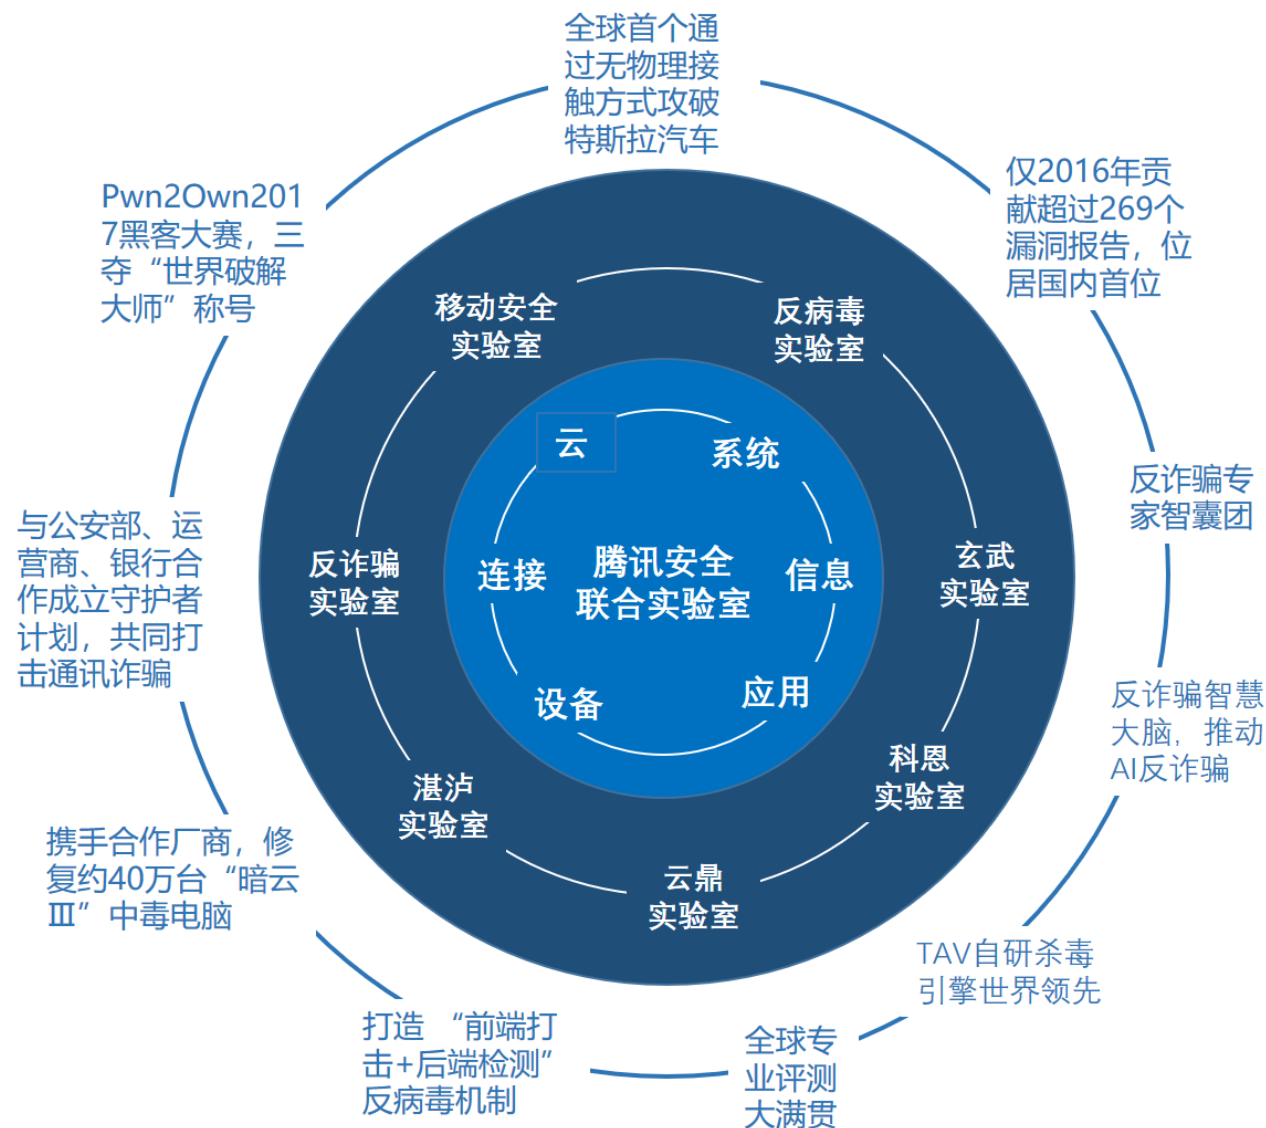 全球首个通
过无物理接
触方式攻破
特斯拉汽车
仅2016年贡
献超过269个
漏洞报告，位
居国内首位
反诈骗专
家智囊团
反诈骗智慧
大脑，推动
AI反诈骗
TAV自研杀毒
引擎世界领先
全球专
业评测
大满贯
打造 “前端打
击+后端检测”
反病毒机制
携手合作厂商，修
复约40万台“暗云
Ⅲ”中毒电脑
与公安部、运
营商、银行合
作成立守护者
计划，共同打
击通讯诈骗
Pwn2Own201
7黑客大赛，三
夺“世界破解
大师”称号
移动安全
实验室
反病毒
实验室
玄武
实验室
科恩
实验室
云鼎
实验室
湛泸
实验室
反诈骗
实验室
云
系统
信息
应用
设备
连接
腾讯安全
联合实验室